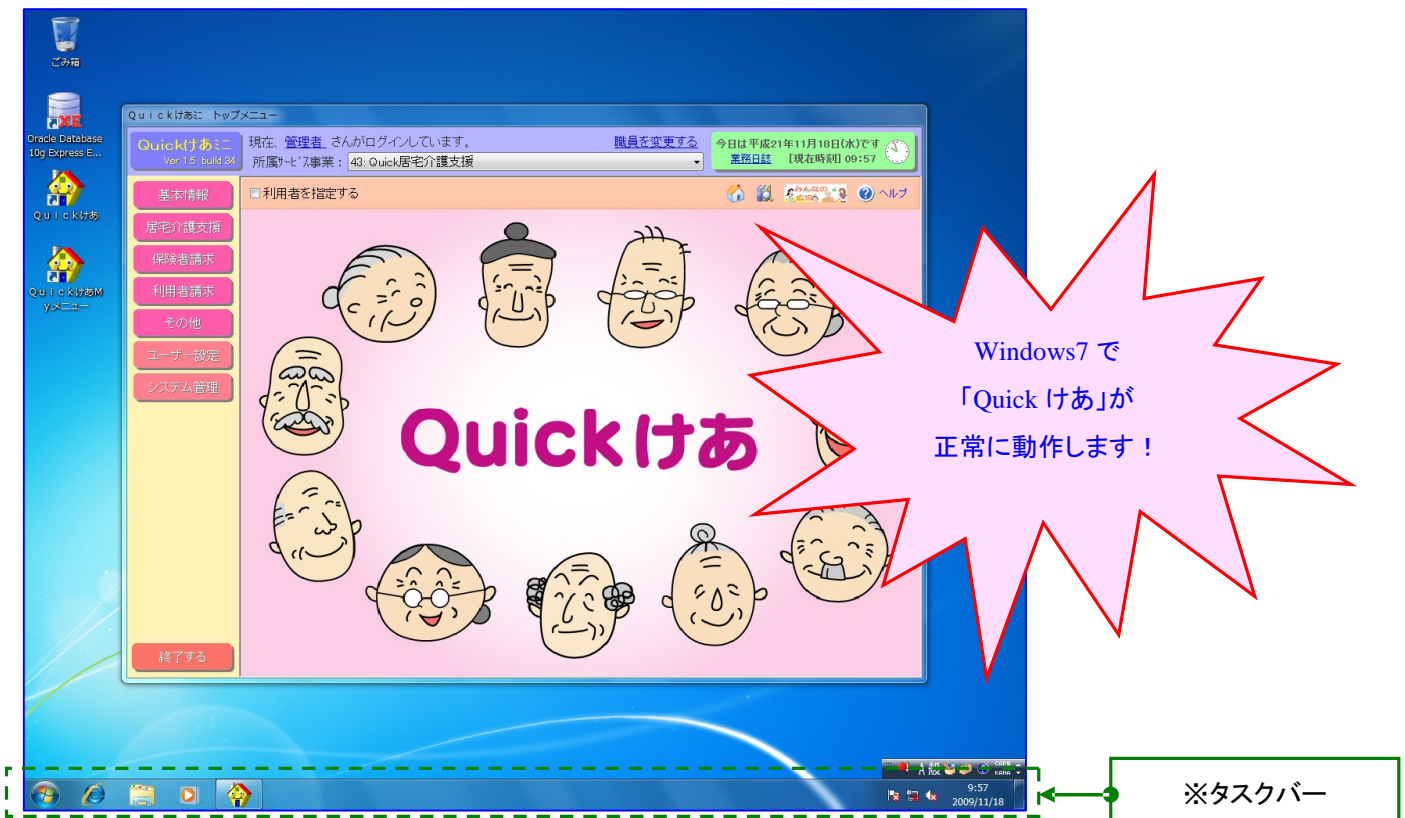 ごみ箱
Oracle Database
10g Express E...
Ｑｕｉｃｋけあ
ＱｕｉｃｋけあＭ
ｙメニュー
Ｑｕｉｃｋけあミニ　トップメニュー
Quickけあミニ
Ver 1.5 build 34
現在、管理者 さんがログインしています。
職員を変更する
所属ｻｰﾋﾞｽ事業： 43: Quick居宅介護支援
今日は平成21年11月18日(水)です
業務日誌 [現在時刻] 09:57
利用者を指定する
みんなの
ヘルプ
基本情報
居宅介護支援
保険者請求
利用者請求
その他
ユーザー設定
システム管理
終了する
Quickけあ
Windows7 で
「Quick けあ」が
正常に動作します！
A 般
CAPS
KANA
9:57
2009/11/18
※タスクバー